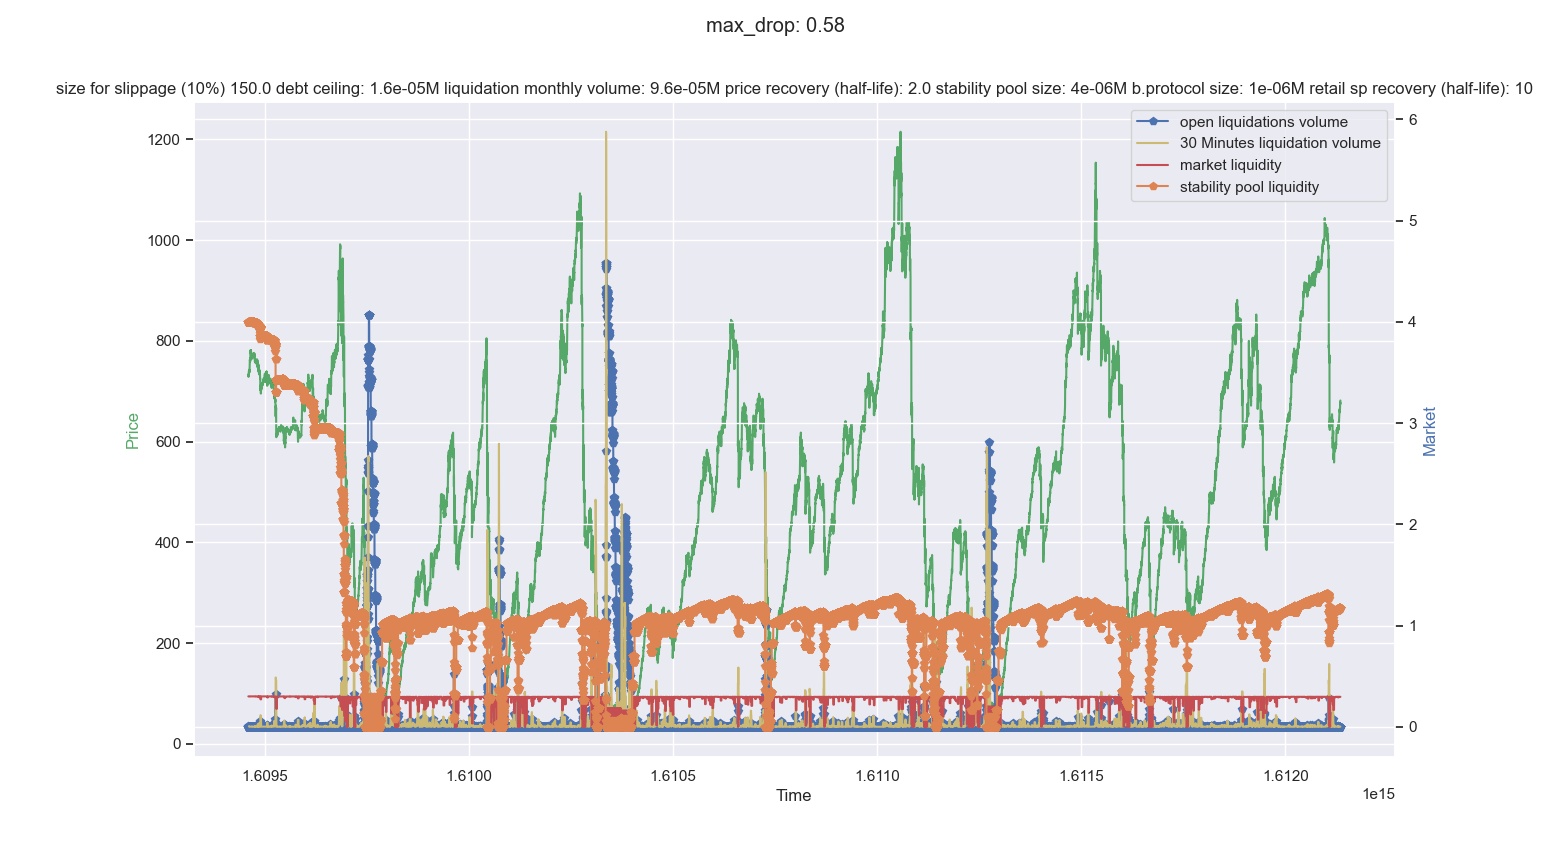 max_drop: 0.58
size for slippage (10%) 150.0 debt ceiling: 1.6e-05M liquidation monthly volume: 9.6e-05M price recovery (half-life): 2.0 stability pool size: 4e-06M b.protocol size: 1e-06M retail sp recovery (half-life): 10
open liquidations volume
30 Minutes liquidation volume
market liquidity
stability pool liquidity
Price
1200
1000
800
600
400
200
0
Market
6
5
4
3
2
1
0
1.6095
1.6100
1.6105
1.6110
1.6115
1.6120
1e15
Time